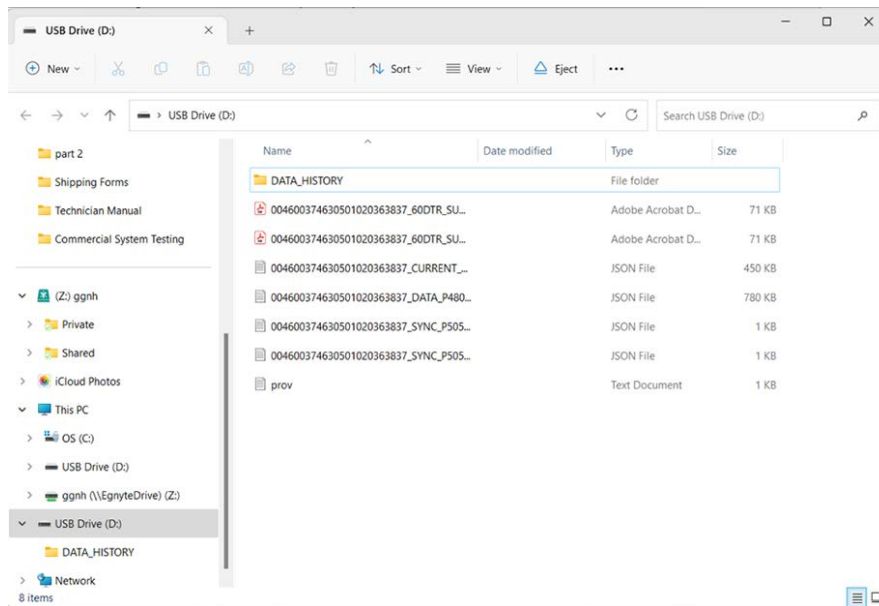 USB Drive (D:)
New
Sort
View
Eject
USB Drive (D:)
Search USB Drive (D:)
part 2
Shipping Forms
Technician Manual
Commercial System Testing
(Z:) ggnh
Private
Shared
iCloud Photos
This PC
OS (C:)
USB Drive (D:)
ggnh (\\EgnyteDrive) (Z:)
USB Drive (D:)
DATA_HISTORY
Network
Name Date modified Type Size
DATA_HISTORY File folder
004600374630501020363837_60DTR_SU... Adobe Acrobat D... 71 KB
004600374630501020363837_60DTR_SU... Adobe Acrobat D... 71 KB
004600374630501020363837_CURRENT_... JSON File 450 KB
004600374630501020363837_DATA_P480... JSON File 780 KB
004600374630501020363837_SYNC_P505... JSON File 1 KB
004600374630501020363837_SYNC_P505... JSON File 1 KB
prov Text Document 1 KB
8 items